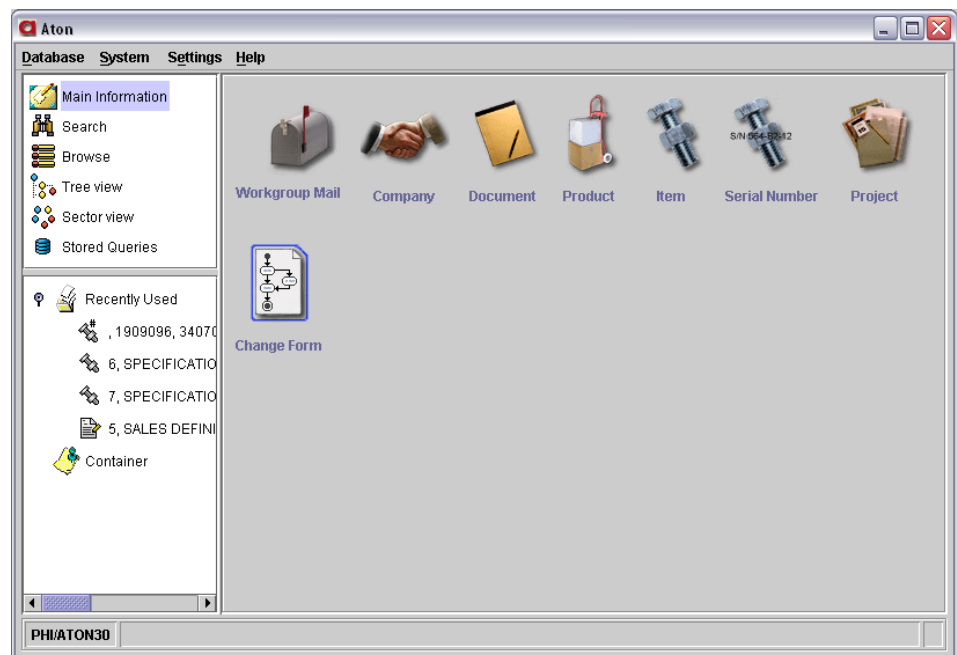 Aton
Database System Settings Help
Main Information
Search
Browse
Tree view
Sector view
Stored Queries
Recently Used
, 1909096, 34070
6, SPECIFICATIO
7, SPECIFICATIO
5, SALES DEFINI
Container
Workgroup Mail Company Document Product Item Serial Number Project
S/N 564-B2-12
Change Form
PHI/ATON30